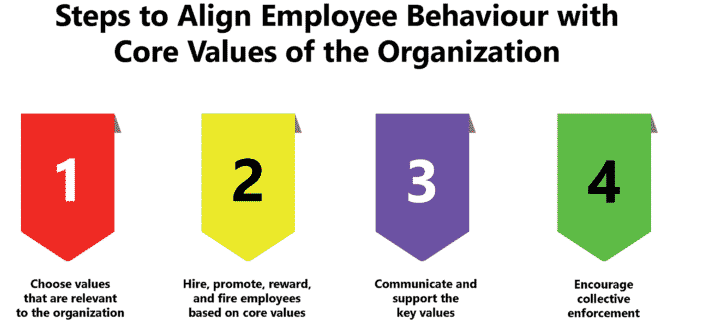 Steps to Align Employee Behaviour with
Core Values of the Organization
1
2
3
4
Choose values
that are relevant
to the organization
Hire, promote, reward,
and fire employees
based on core values
Communicate and
support the
key values
Encourage
collective
enforcement